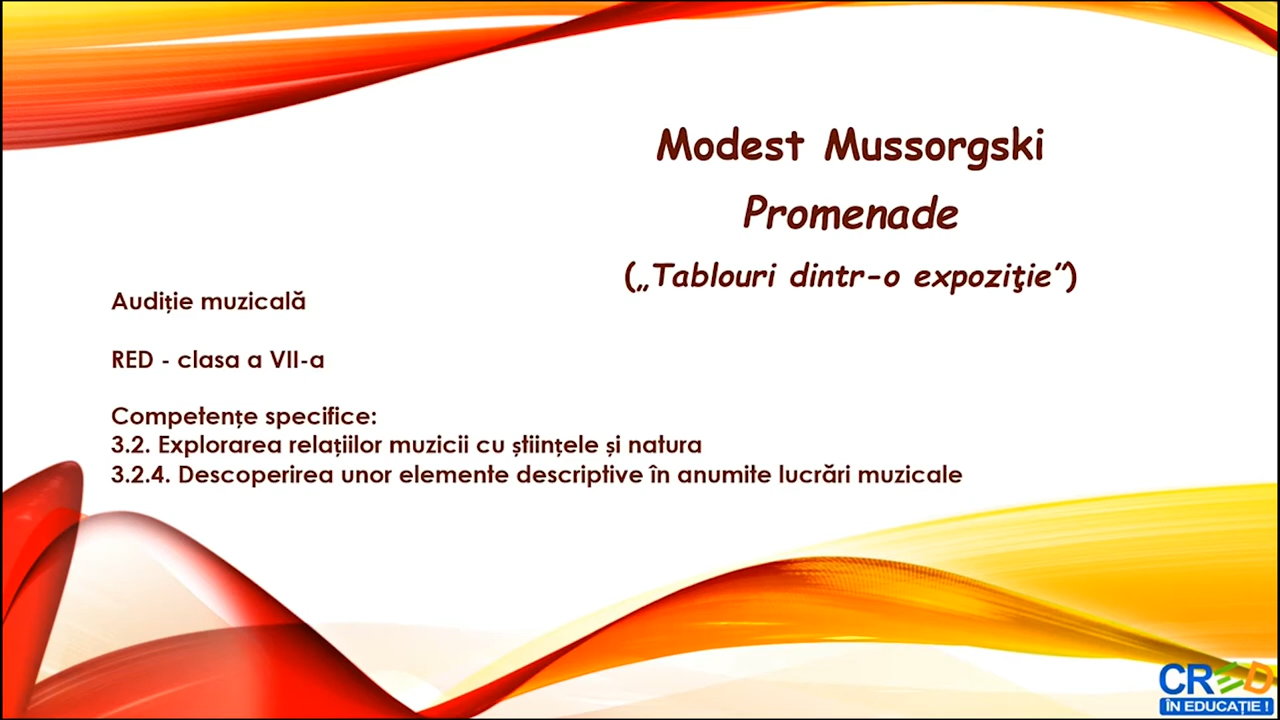 Modest Mussorgski
Promenade
(„Tablouri dintr-o expoziţie”)
Audiție muzicală
RED - clasa a VII-a
Competențe specifice:
3.2. Explorarea relațiilor muzicii cu științele și natura
3.2.4. Descoperirea unor elemente descriptive în anumite lucrări muzicale
CRED
ÎN EDUCAȚIE !